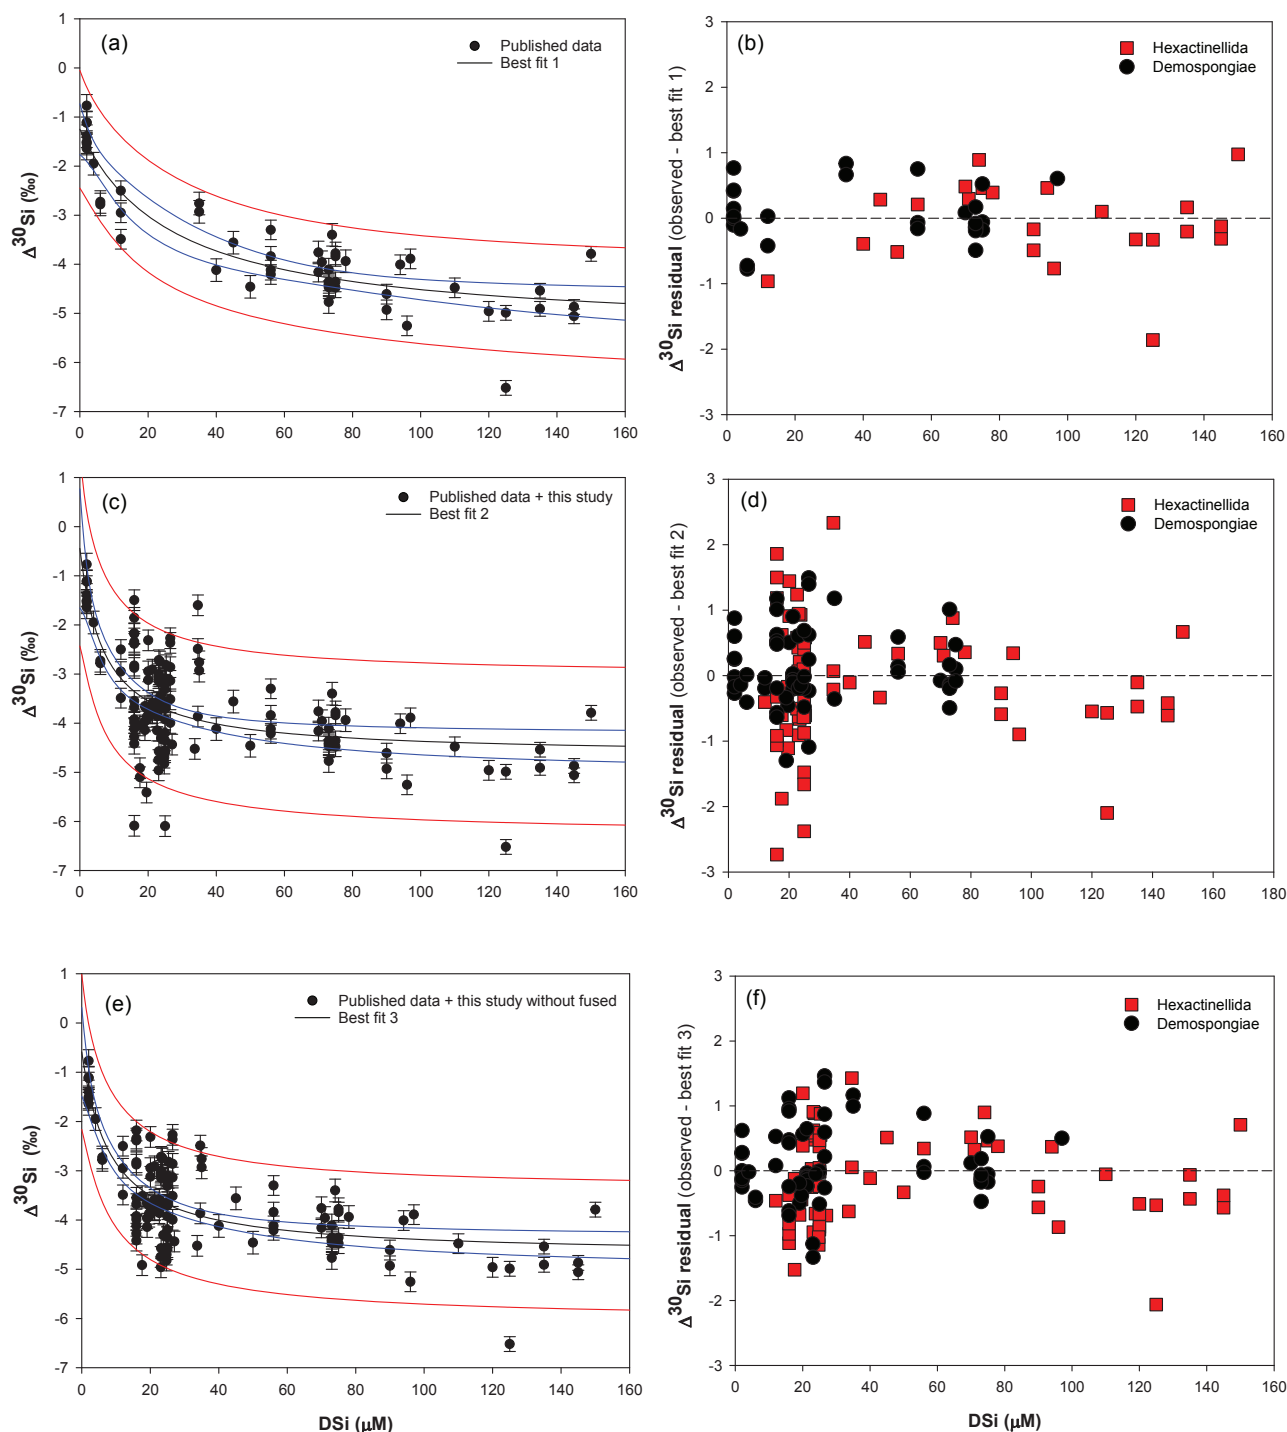 (a)
Published data
Best fit 1
Δ30Si (‰)
1
0
-1
-2
-3
-4
-5
-6
-7
0 20 40 60 80 100 120 140 160
(b)
Hexactinellida
Demospongiae
Δ30Si residual (observed - best fit 1)
3
2
1
0
-1
-2
-3
0 20 40 60 80 100 120 140 160
(c)
Published data + this study
Best fit 2
Δ30Si (‰)
1
0
-1
-2
-3
-4
-5
-6
-7
0 20 40 60 80 100 120 140 160
(d)
Hexactinellida
Demospongiae
Δ30Si residual (observed - best fit 2)
3
2
1
0
-1
-2
-3
0 20 40 60 80 100 120 140 160 180
(e)
Published data + this study without fused
Best fit 3
Δ30Si (‰)
1
0
-1
-2
-3
-4
-5
-6
-7
0 20 40 60 80 100 120 140 160
DSi (μM)
(f)
Hexactinellida
Demospongiae
Δ30Si residual (observed - best fit 3)
3
2
1
0
-1
-2
-3
0 20 40 60 80 100 120 140 160
DSi (μM)